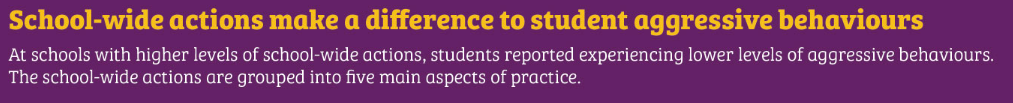 School-wide actions make a difference to student aggressive behaviours
At schools with higher levels of school-wide actions, students reported experiencing lower levels of aggressive behaviours.
The school-wide actions are grouped into five main aspects of practice.